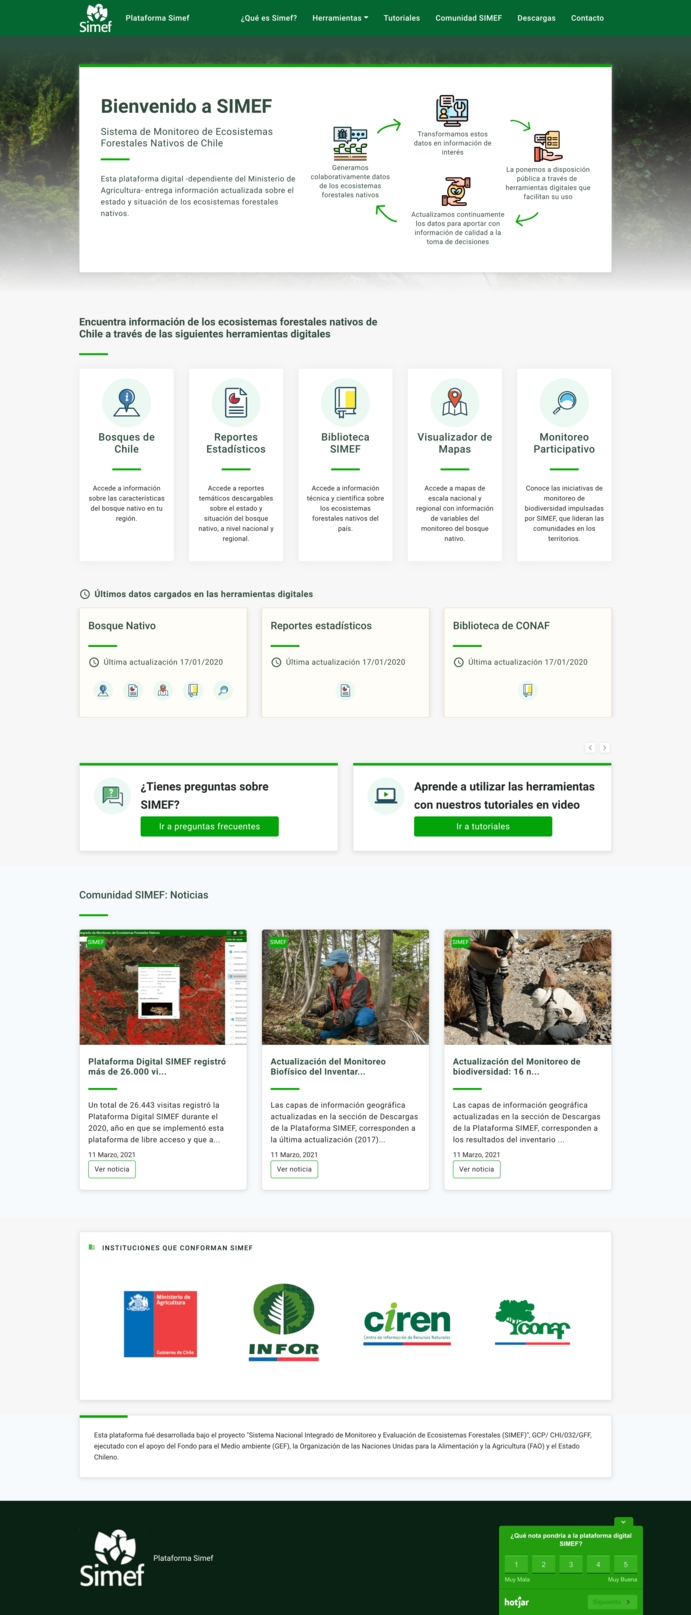 Simef
Plataforma Simef
¿Qué es Simef?
Herramientas
Tutoriales
Comunidad SIMEF
Descargas
Contacto
Bienvenido a SIMEF
Sistema de Monitoreo de Ecosistemas
Forestales Nativos de Chile
Esta plataforma digital -dependiente del Ministerio de
Agricultura- entrega información actualizada sobre el
estado y situación de los ecosistemas forestales
nativos.
Generamos
colaborativamente datos
de los ecosistemas
forestales nativos
Transformamos estos
datos en información de
interés
La ponemos a disposición
pública a través de
herramientas digitales que
facilitan su uso
Actualizamos continuamente
los datos para aportar con
información de calidad a la
toma de decisiones
Encuentra información de los ecosistemas forestales nativos de
Chile a través de las siguientes herramientas digitales
Bosques de
Chile
Accede a información
sobre las características
del bosque nativo en tu
región.
Reportes
Estadísticos
Accede a reportes
temáticos descargables
sobre el estado y
situación del bosque
nativo, a nivel nacional y
regional.
Biblioteca
SIMEF
Accede a información
técnica y científica sobre
los ecosistemas
forestales nativos del
país.
Visualizador de
Mapas
Accede a mapas de
escala nacional y
regional con información
de variables del
monitoreo del bosque
nativo.
Monitoreo
Participativo
Conoce las iniciativas de
monitoreo de
biodiversidad impulsadas
por SIMEF, que lideran las
comunidades en los
territorios.
Últimos datos cargados en las herramientas digitales
Bosque Nativo
Última actualización 17/01/2020
Reportes estadísticos
Última actualización 17/01/2020
Biblioteca de CONAF
Última actualización 17/01/2020
¿Tienes preguntas sobre
SIMEF?
Ir a preguntas frecuentes
Aprende a utilizar las herramientas
con nuestros tutoriales en video
Ir a tutoriales
Comunidad SIMEF: Noticias
SIMEF
Plataforma Digital SIMEF registró
más de 26.000 vi...
Un total de 26.443 visitas registró la
Plataforma Digital SIMEF durante el
2020, año en que se implementó esta
plataforma de libre acceso y que a...
11 Marzo, 2021
Ver noticia
SIMEF
Actualización del Monitoreo
Biofísico del Inventar...
Las capas de información geográfica
actualizadas en la sección de Descargas
de la Plataforma SIMEF, corresponden a
la última actualización (2017)...
11 Marzo, 2021
Ver noticia
SIMEF
Actualización del Monitoreo de
biodiversidad: 16 n...
Las capas de información geográfica
actualizadas en la sección de Descargas
de la Plataforma SIMEF, corresponden a
los resultados del inventario ...
11 Marzo, 2021
Ver noticia
INSTITUCIONES QUE CONFORMAN SIMEF
Ministerio de
Agricultura
Gobierno de Chile
INFOR
ciren
Centro de Información de Recursos Naturales
conaf
Esta plataforma fué desarrollada bajo el proyecto "Sistema Nacional Integrado de Monitoreo y Evaluación de Ecosistemas Forestales (SIMEF)", GCP/ CHI/032/GFF,
ejecutado con el apoyo del Fondo para el Medio ambiente (GEF), la Organización de las Naciones Unidas para la Alimentación y la Agricultura (FAO) y el Estado
Chileno.
Simef
Plataforma Simef
¿Qué nota pondría a la plataforma digital
SIMEF?
1 2 3 4 5
Muy Mala
Muy Buena
hotjar
Siguiente